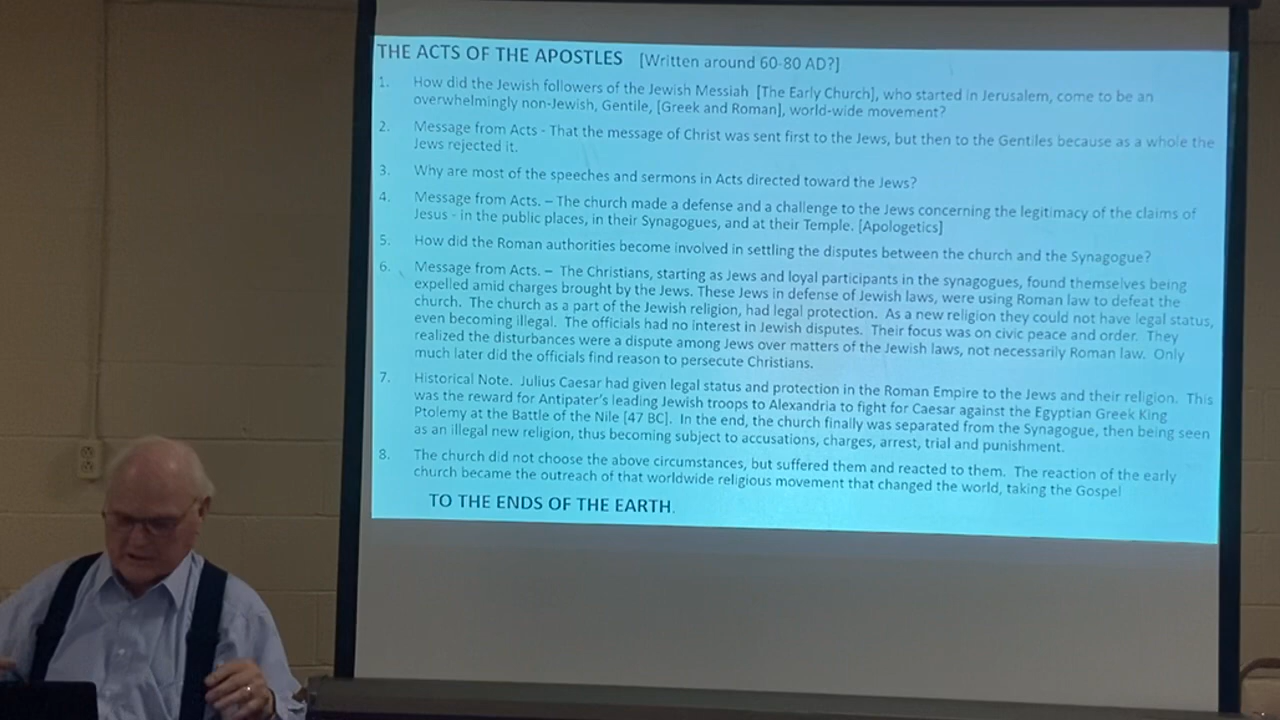 THE ACTS OF THE APOSTLES [Written around 60-80 AD?]
1. How did the Jewish followers of the Jewish Messiah [The Early Church], who started in Jerusalem, come to be an
overwhelmingly non-Jewish, Gentile, [Greek and Roman], world-wide movement?
2. Message from Acts - That the message of Christ was sent first to the Jews, but then to the Gentiles because as a whole the
Jews rejected it.
3. Why are most of the speeches and sermons in Acts directed toward the Jews?
4. Message from Acts. – The church made a defense and a challenge to the Jews concerning the legitimacy of the claims of
Jesus - in the public places, in their Synagogues, and at their Temple. [Apologetics]
5. How did the Roman authorities become involved in settling the disputes between the church and the Synagogue?
6. Message from Acts. – The Christians, starting as Jews and loyal participants in the synagogues, found themselves being
expelled amid charges brought by the Jews. These Jews in defense of Jewish laws, were using Roman law to defeat the
church. The church as a part of the Jewish religion, had legal protection. As a new religion they could not have legal status,
even becoming illegal. The officials had no interest in Jewish disputes. Their focus was on civic peace and order. They
realized the disturbances were a dispute among Jews over matters of the Jewish laws, not necessarily Roman law. Only
much later did the officials find reason to persecute Christians.
7. Historical Note. Julius Caesar had given legal status and protection in the Roman Empire to the Jews and their religion. This
was the reward for Antipater's leading Jewish troops to Alexandria to fight for Caesar against the Egyptian Greek King
Ptolemy at the Battle of the Nile [47 BC]. In the end, the church finally was separated from the Synagogue, then being seen
as an illegal new religion, thus becoming subject to accusations, charges, arrest, trial and punishment.
8. The church did not choose the above circumstances, but suffered them and reacted to them. The reaction of the early
church became the outreach of that worldwide religious movement that changed the world, taking the Gospel
TO THE ENDS OF THE EARTH.